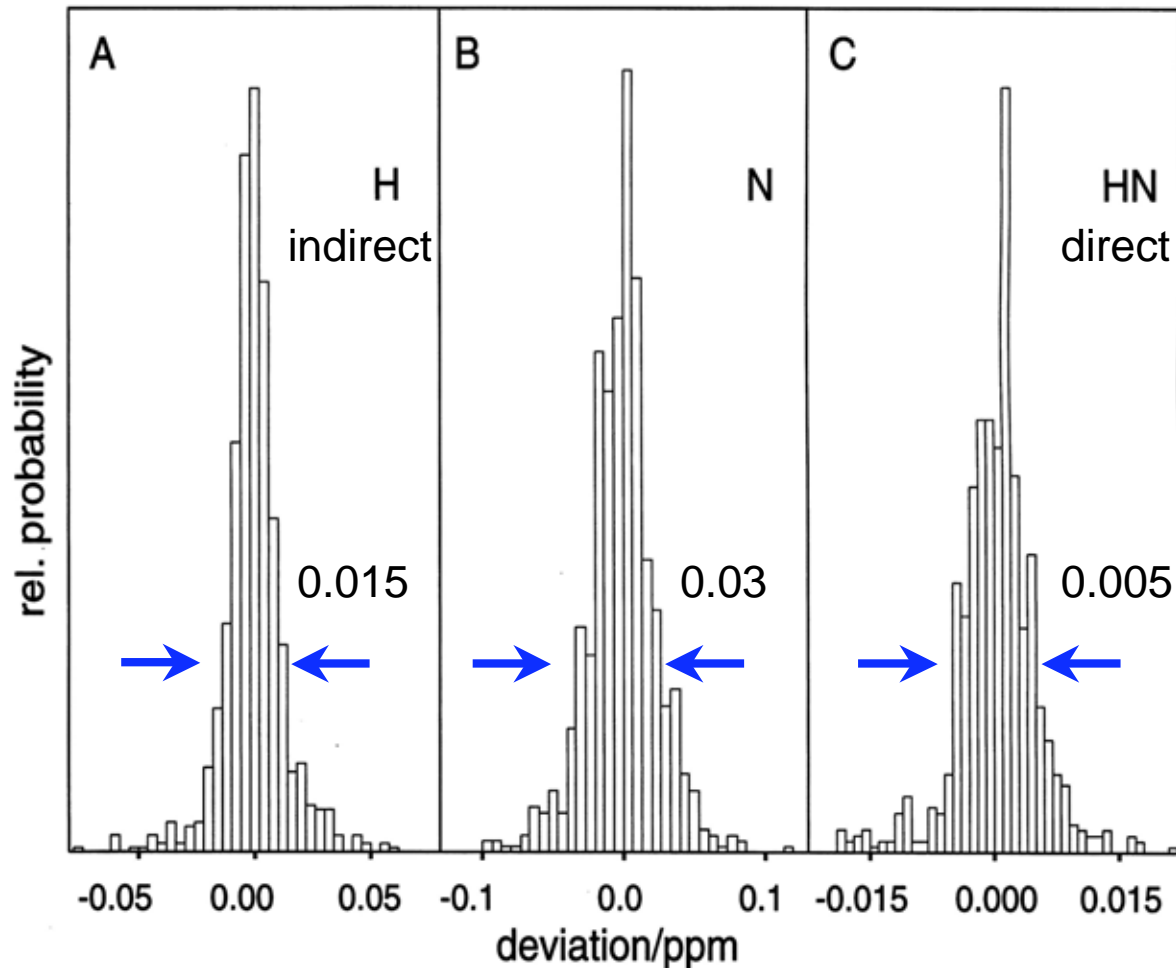 A
B
C
H
N
HN
indirect
direct
rel. probability
0.015
0.03
0.005
-0.05 0.00 0.05
-0.1 0.0 0.1
-0.015 0.000 0.015
deviation/ppm